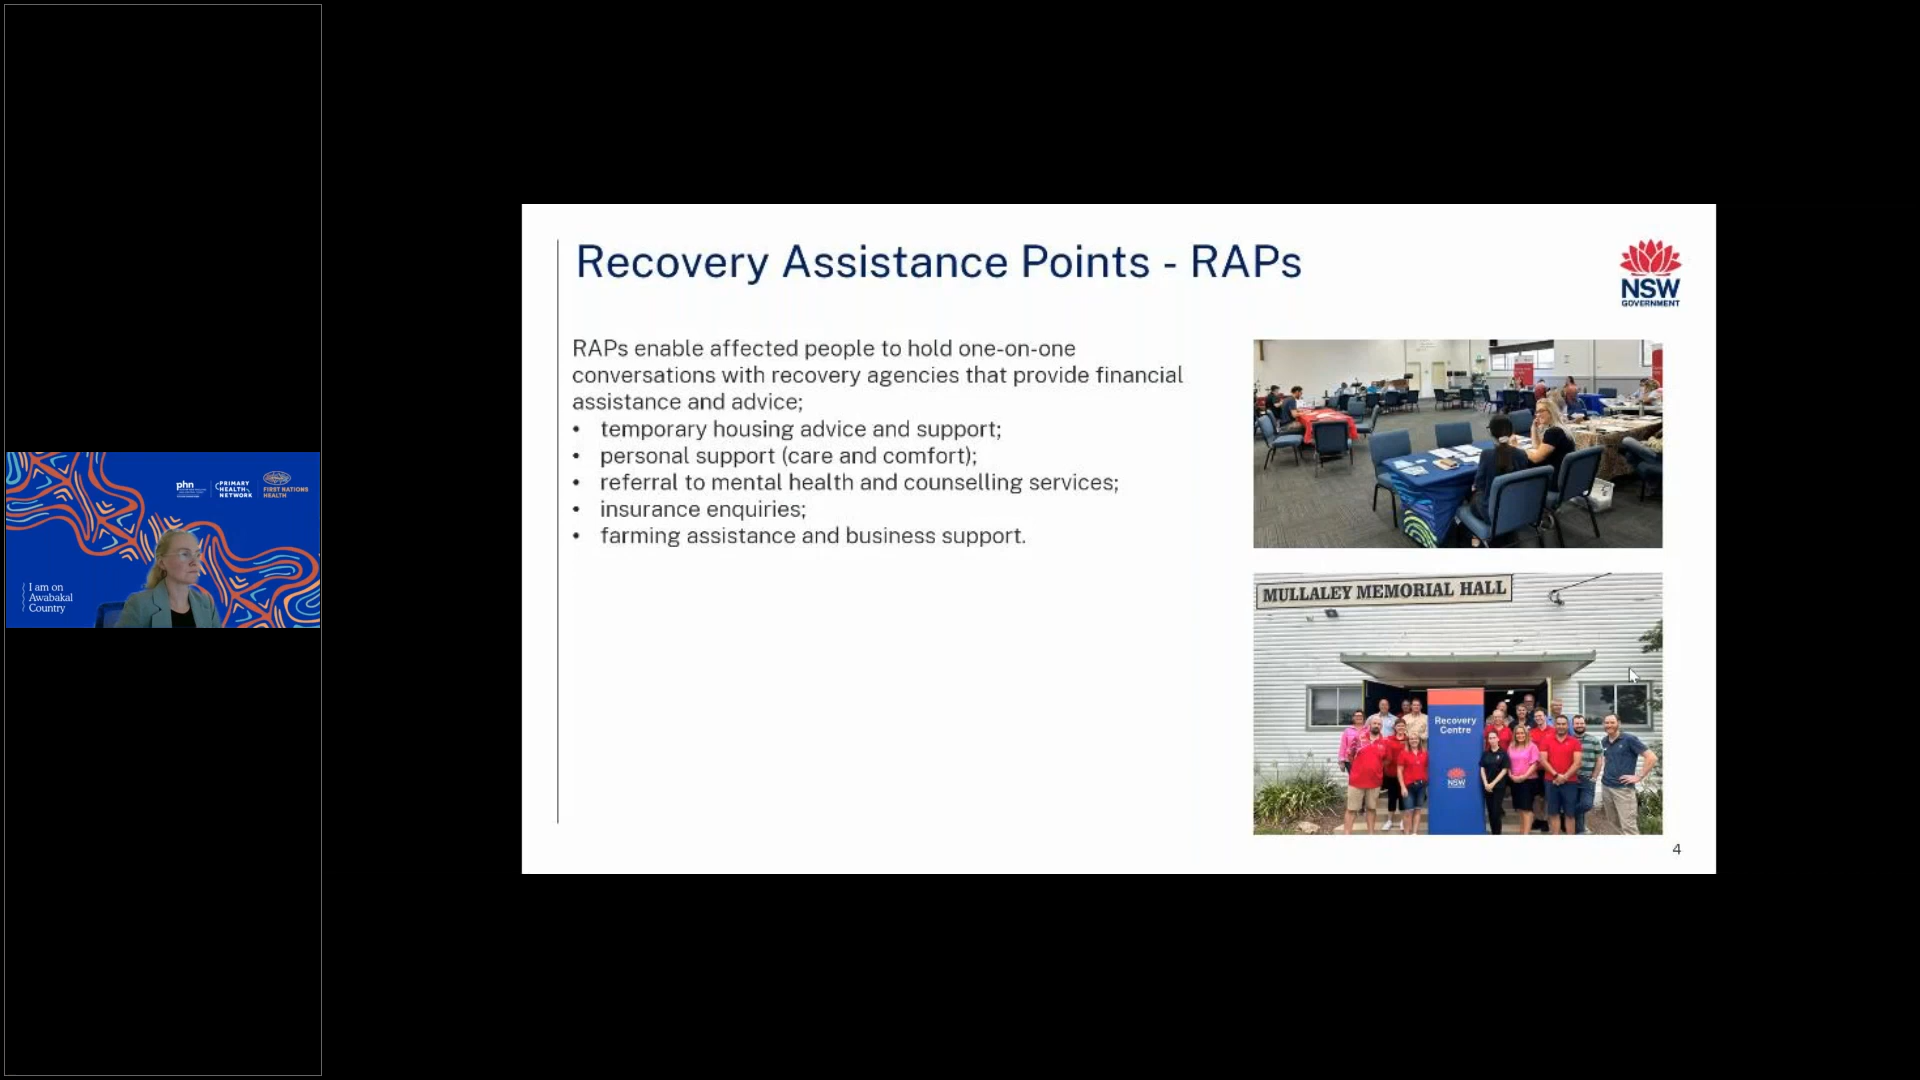 phn
PRIMARY
HEALTH
NETWORK
FIRST NATIONS
HEALTH
I am on
Awabakal
Country
Recovery Assistance Points - RAPs
NSW
GOVERNMENT
RAPs enable affected people to hold one-on-one
conversations with recovery agencies that provide financial
assistance and advice;
• temporary housing advice and support;
• personal support (care and comfort);
• referral to mental health and counselling services;
• insurance enquiries;
• farming assistance and business support.
MULLALEY MEMORIAL HALL
Recovery
Centre
NSW
4